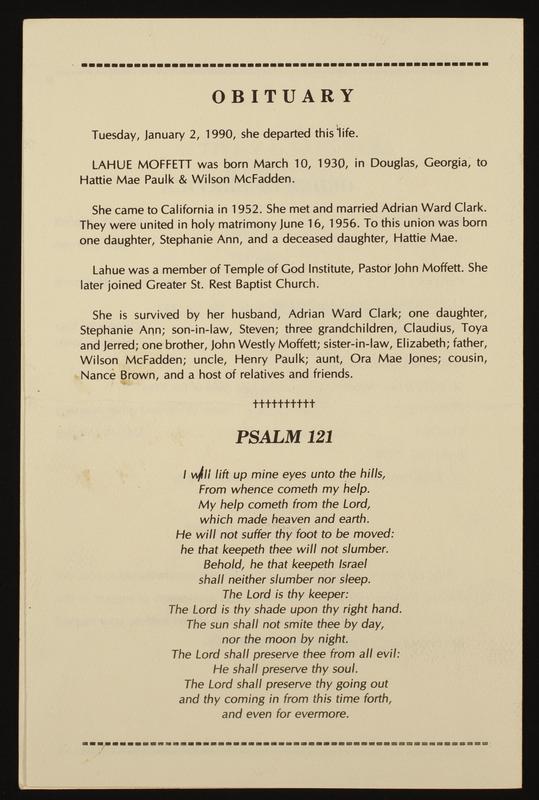 OBITUARY
Tuesday, January 2, 1990, she departed this life.
LAHUE MOFFETT was born March 10, 1930, in Douglas, Georgia, to
Hattie Mae Paulk & Wilson McFadden.
She came to California in 1952. She met and married Adrian Ward Clark.
They were united in holy matrimony June 16, 1956. To this union was born
one daughter, Stephanie Ann, and a deceased daughter, Hattie Mae.
Lahue was a member of Temple of God Institute, Pastor John Moffett. She
later joined Greater St. Rest Baptist Church.
She is survived by her husband, Adrian Ward Clark; one daughter,
Stephanie Ann; son-in-law, Steven; three grandchildren, Claudius, Toya
and Jerred; one brother, John Westly Moffett; sister-in-law, Elizabeth; father,
Wilson McFadden; uncle, Henry Paulk; aunt, Ora Mae Jones; cousin,
Nance Brown, and a host of relatives and friends.
††††††††††
PSALM 121
I will lift up mine eyes unto the hills,
From whence cometh my help.
My help cometh from the Lord,
which made heaven and earth.
He will not suffer thy foot to be moved:
he that keepeth thee will not slumber.
Behold, he that keepeth Israel
shall neither slumber nor sleep.
The Lord is thy keeper:
The Lord is thy shade upon thy right hand.
The sun shall not smite thee by day,
nor the moon by night.
The Lord shall preserve thee from all evil:
He shall preserve thy soul.
The Lord shall preserve thy going out
and thy coming in from this time forth,
and even for evermore.